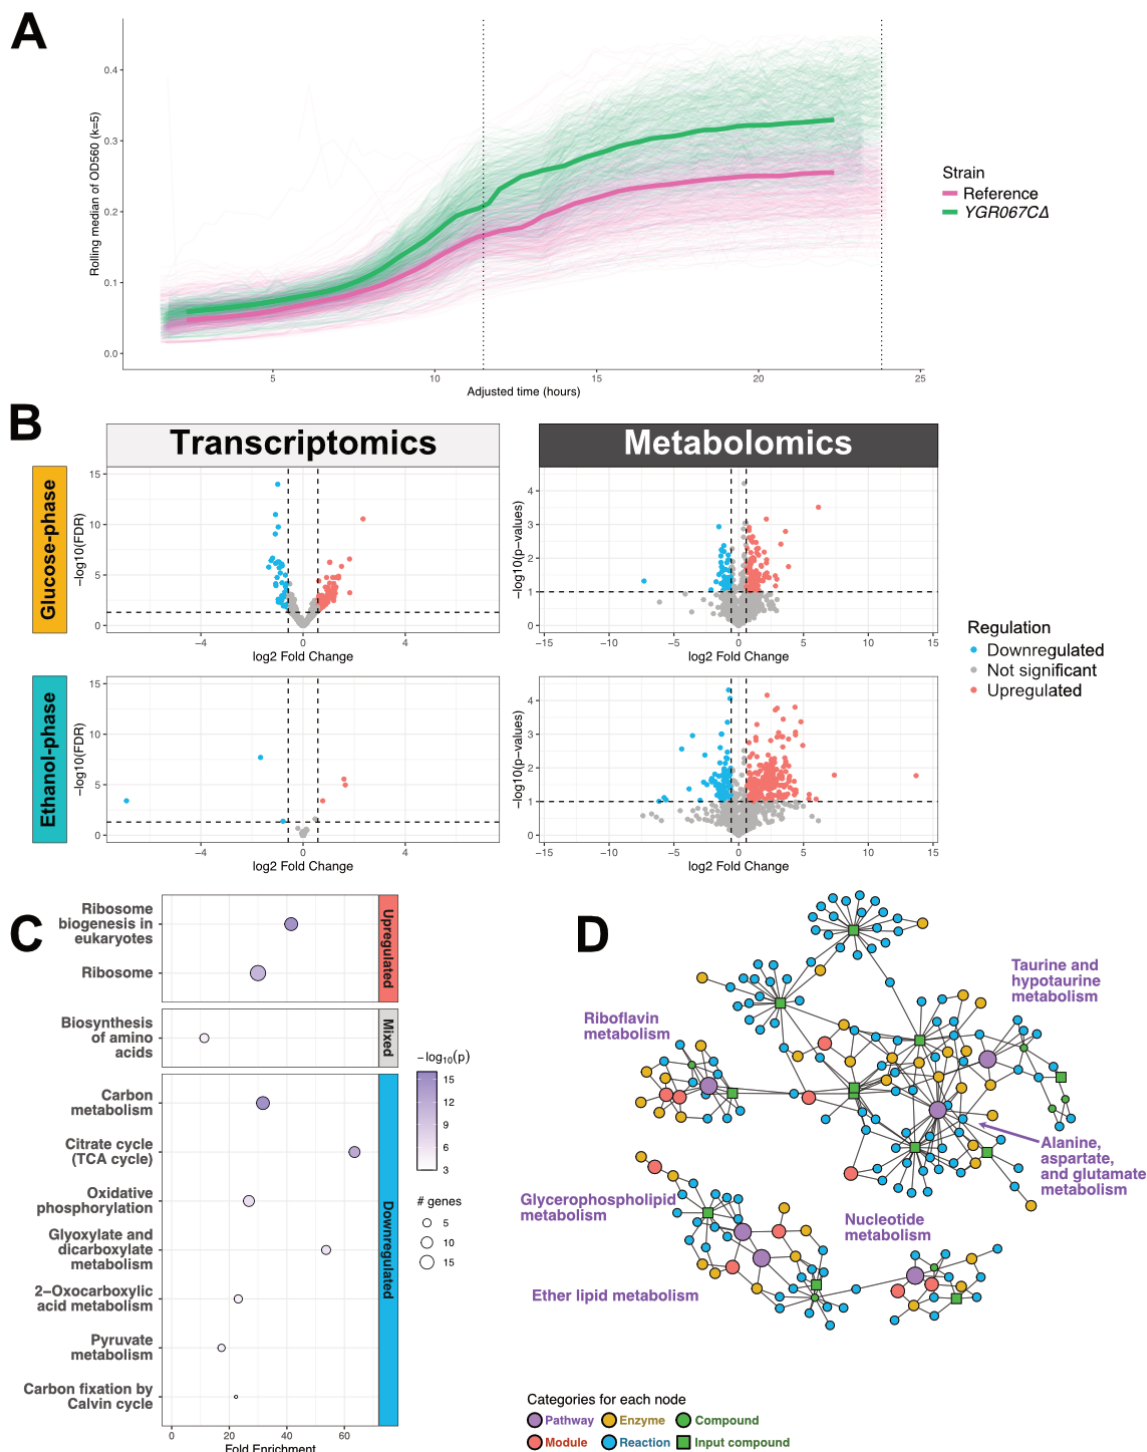 A
Rolling median of OD560 (k=5)
0.4
0.3
0.2
0.1
0.0
5
10
15
20
25
Adjusted time (hours)
Strain
Reference
YGR067CΔ
B
Transcriptomics
Metabolomics
Glucose-phase
−log10(FDR)
15
10
5
0
−4
0
4
log2 Fold Change
−log10(p−values)
4
3
2
1
0
−15
−10
−5
0
5
10
15
log2 Fold Change
Ethanol-phase
−log10(FDR)
15
10
5
0
−4
0
4
log2 Fold Change
−log10(p−values)
4
3
2
1
0
−15
−10
−5
0
5
10
15
log2 Fold Change
Regulation
Downregulated
Not significant
Upregulated
C
Ribosome
biogenesis in
eukaryotes
Ribosome
Upregulated
Biosynthesis
of amino
acids
Mixed
Carbon
metabolism
Citrate cycle
(TCA cycle)
Oxidative
phosphorylation
Glyoxylate and
dicarboxylate
metabolism
2−Oxocarboxylic
acid metabolism
Pyruvate
metabolism
Carbon fixation by
Calvin cycle
Downregulated
0
20
40
60
Fold Enrichment
−log10(p)
15
12
9
6
3
# genes
5
10
15
D
Taurine and
hypotaurine
metabolism
Riboflavin
metabolism
Alanine,
aspartate,
and glutamate
metabolism
Glycerophospholipid
metabolism
Nucleotide
metabolism
Ether lipid metabolism
Categories for each node
Pathway
Enzyme
Compound
Module
Reaction
Input compound